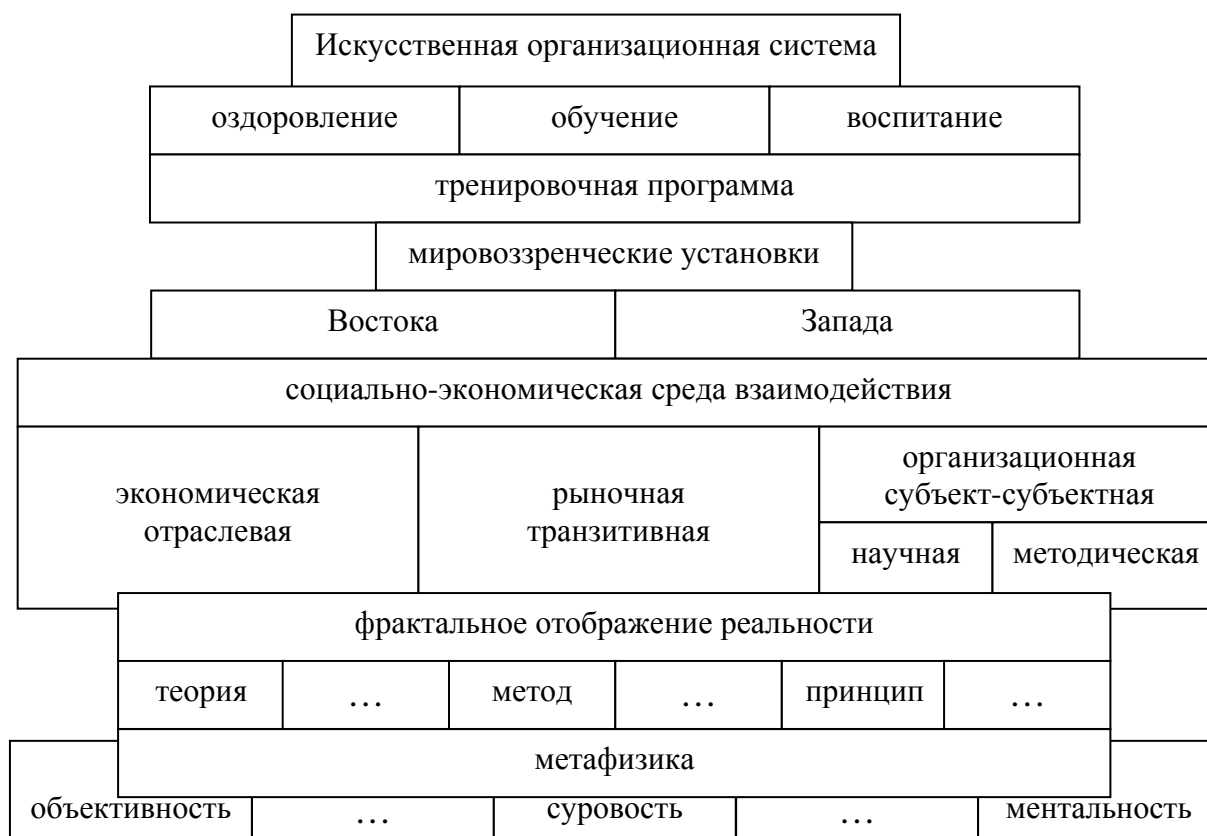 Искусственная организационная система
оздоровление обучение воспитание
тренировочная программа
мировоззренческие установки
Востока Запада
социально-экономическая среда взаимодействия
экономическая отраслевая
рыночная транзитивная
организационная
субъект-субъектная
научная методическая
фрактальное отображение реальности
теория … метод … принцип …
метафизика
объективность … суровость … ментальность